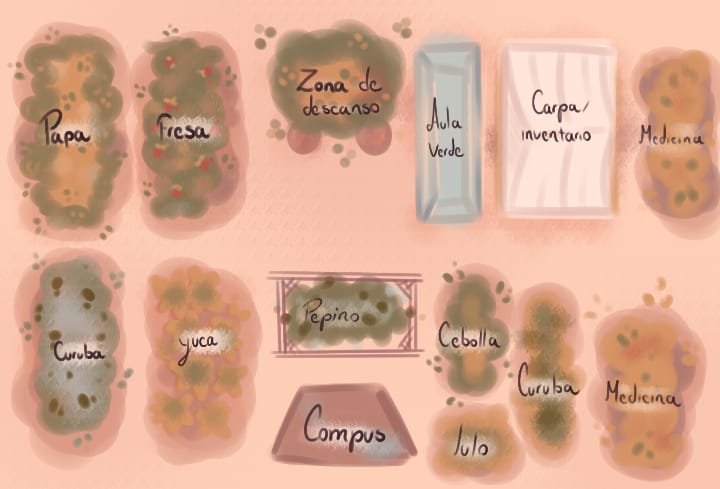 Papa
Fresa
Zona de
descanso
Aula
Verde
Carpa/
inventario
Medicina
Curuba
yuca
Pepino
Compus
Cebolla
lulo
Curuba
Medicina